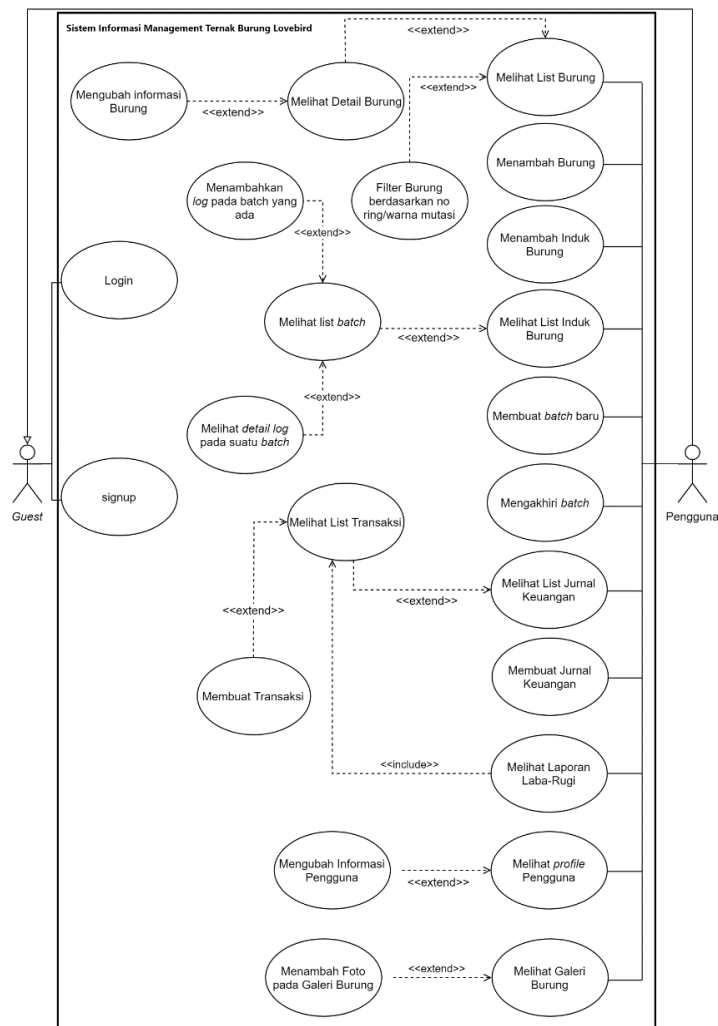 Sistem Informasi Management Ternak Burung Lovebird
<<extend>>
Mengubah informasi
Burung
<<extend>>
Melihat Detail Burung
<<extend>>
Melihat List Burung
Menambahkan
log pada batch yang
ada
Filter Burung
berdasarkan no
ring/warna mutasi
Menambah Burung
<<extend>>
Menambah Induk
Burung
Login
Melihat list batch
<<extend>>
Melihat List Induk
Burung
<<extend>>
Melihat detail log
pada suatu batch
Membuat batch baru
Guest
signup
Melihat List Transaksi
Mengakhiri batch
Pengguna
<<extend>>
<<extend>>
Melihat List Jurnal
Keuangan
Membuat Transaksi
Membuat Jurnal
Keuangan
<<include>>
Melihat Laporan
Laba-Rugi
Mengubah Informasi
Pengguna
<<extend>>
Melihat profile
Pengguna
Menambah Foto
pada Galeri Burung
<<extend>>
Melihat Galeri
Burung